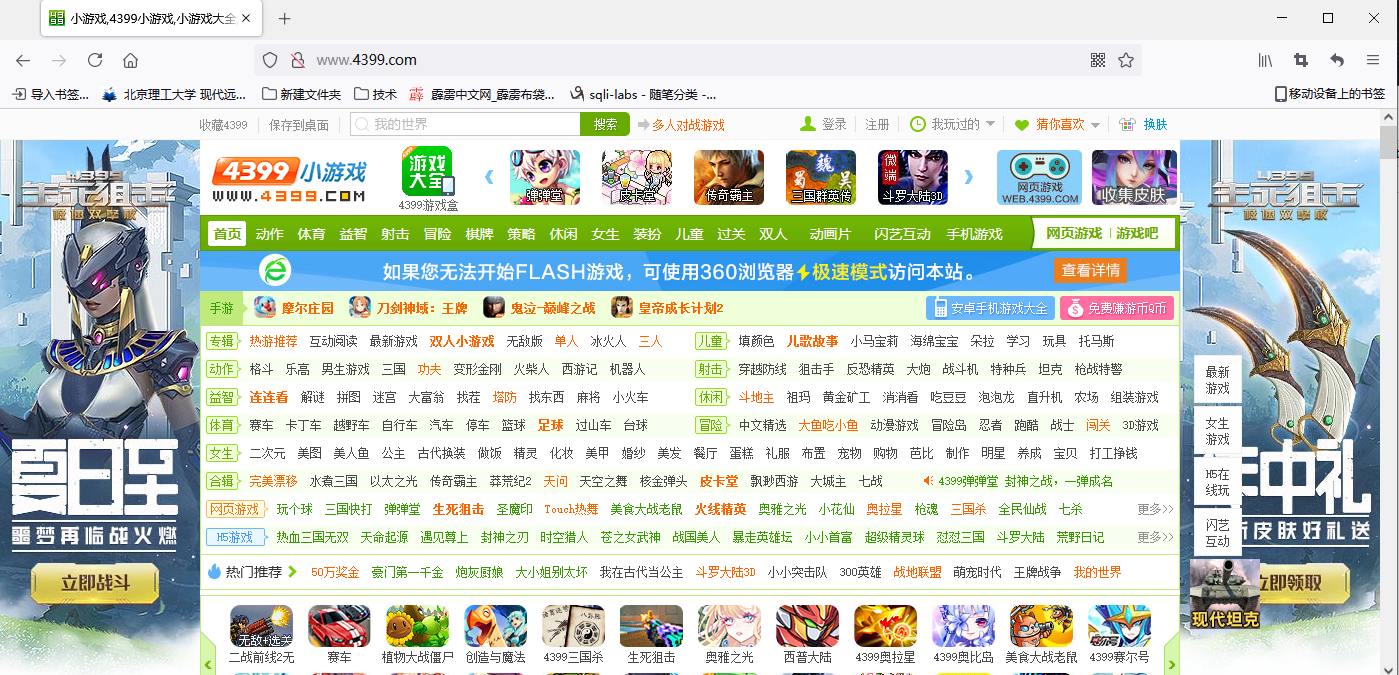 小游戏,4399小游戏,小游戏大全
www.4399.com
导入书签... 北京理工大学 现代远... 新建文件夹 技术 霹雳中文网_霹雳布袋... sqli-labs - 随笔分类 -... 移动设备上的书签
收藏4399 保存到桌面 我的世界 搜索 多人对战游戏 登录 注册 我玩过的 猜你喜欢 换肤
4399 小游戏
www.4399.com
游戏大全
4399游戏盒 弹弹堂 皮卡堂 传奇霸主 三国群英传 微端 斗罗大陆3D 网页游戏 WEB.4399.COM 收集皮肤
首页 动作 体育 益智 射击 冒险 棋牌 策略 休闲 女生 装扮 儿童 过关 双人 动画片 闪艺互动 手机游戏 网页游戏 游戏吧
如果您无法开始FLASH游戏，可使用360浏览器极速模式访问本站。 查看详情
手游 摩尔庄园 刀剑神域：王牌 鬼泣-巅峰之战 皇帝成长计划2 安卓手机游戏大全 免费赚游币Q币
专辑 热游推荐 互动阅读 最新游戏 双人小游戏 无敌版 单人 冰火人 三人 儿童 填颜色 儿歌故事 小马宝莉 海绵宝宝 朵拉 学习 玩具 托马斯
动作 格斗 乐高 男生游戏 三国 功夫 变形金刚 火柴人 西游记 机器人 射击 穿越防线 狙击手 反恐精英 大炮 战斗机 特种兵 坦克 枪战特警
益智 连连看 解谜 拼图 迷宫 大富翁 找茬 塔防 找东西 麻将 小火车 休闲 斗地主 祖玛 黄金矿工 消消看 吃豆豆 泡泡龙 直升机 农场 组装游戏
体育 赛车 卡丁车 越野车 自行车 汽车 停车 篮球 足球 过山车 台球 冒险 中文精选 大鱼吃小鱼 动漫游戏 冒险岛 忍者 跑酷 战士 闯关 3D游戏
女生 二次元 美图 美人鱼 公主 古代换装 做饭 精灵 化妆 美甲 婚纱 美发 餐厅 蛋糕 礼服 布置 宠物 购物 芭比 制作 明星 养成 宝贝 打工挣钱
合辑 完美漂移 水煮三国 以太之光 传奇霸主 莽荒纪2 天问 天空之舞 核金弹头 皮卡堂 飘渺西游 大城主 七战 4399弹弹堂 封神之战，一弹成名
网页游戏 玩个球 三国快打 弹弹堂 生死狙击 圣魔印 Touch热舞 美食大战老鼠 火线精英 奥雅之光 小花仙 奥拉星 枪魂 三国杀 全民仙战 七杀 更多>>
H5游戏 热血三国无双 天命起源 遇见尊上 封神之刃 时空猎人 苍之女武神 战国美人 暴走英雄坛 小小首富 超级精灵球 怼怼三国 斗罗大陆 荒野日记 更多>>
热门推荐 50万奖金 豪门第一千金 炮灰厨娘 大小姐别太坏 我在古代当公主 斗罗大陆3D 小小突击队 300英雄 战地联盟 萌宠时代 王牌战争 我的世界
无敌+选关
二战前线2无 赛车 植物大战僵尸 创造与魔法 4399三国杀 生死狙击 奥雅之光 西普大陆 4399奥拉星 4399奥比岛 美食大战老鼠 4399赛尔号
4399
生死狙击
极速双擎版
夏日至
噩梦再临战火燃
立即战斗
4399
生死狙击
极速双擎版
年中礼
新皮肤好礼送
立即领取
最新游戏
女生游戏
H5在线玩
闪艺互动
现代坦克